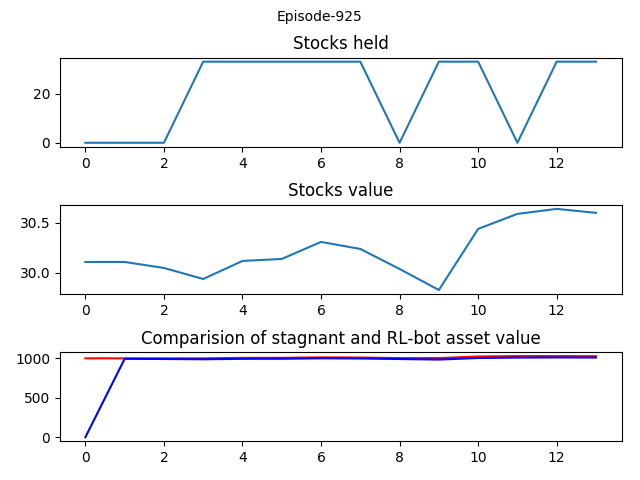 Episode-925
Stocks held
20
0
0 2 4 6 8 10 12
Stocks value
30.5
30.0
0 2 4 6 8 10 12
Comparision of stagnant and RL-bot asset value
1000
500
0
0 2 4 6 8 10 12